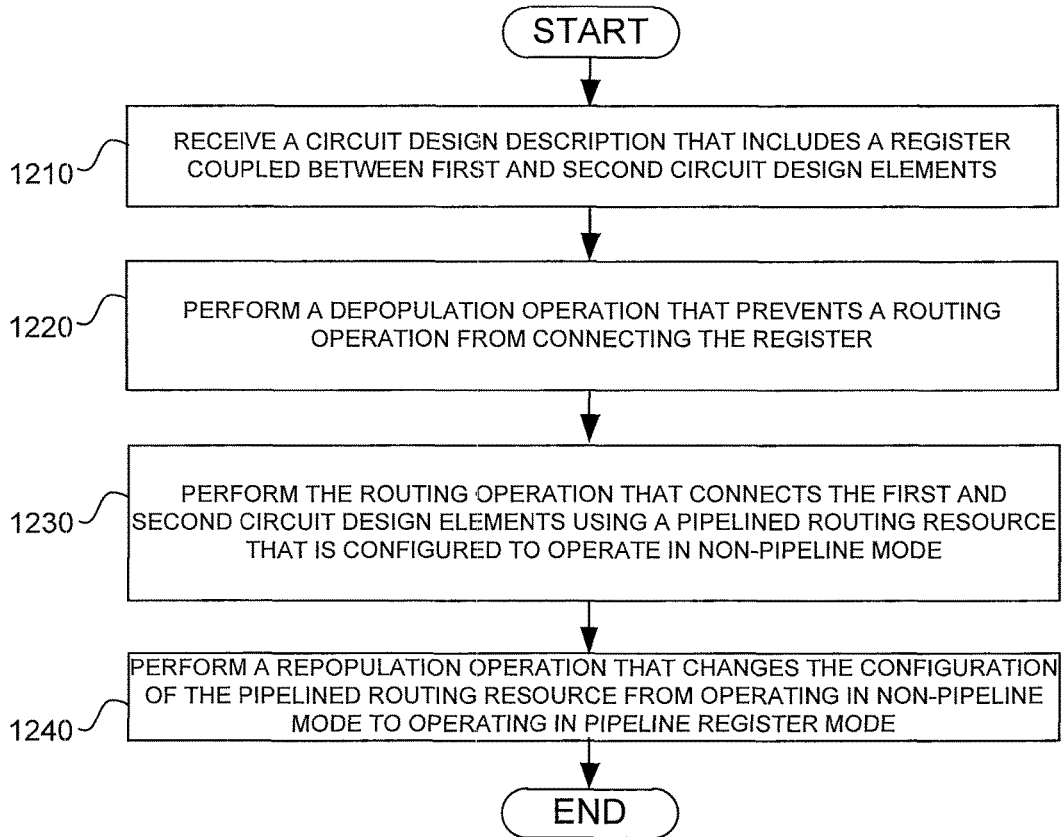 START
1210
RECEIVE A CIRCUIT DESIGN DESCRIPTION THAT INCLUDES A REGISTER
COUPLED BETWEEN FIRST AND SECOND CIRCUIT DESIGN ELEMENTS
1220
PERFORM A DEPOPULATION OPERATION THAT PREVENTS A ROUTING
OPERATION FROM CONNECTING THE REGISTER
1230
PERFORM THE ROUTING OPERATION THAT CONNECTS THE FIRST AND
SECOND CIRCUIT DESIGN ELEMENTS USING A PIPELINED ROUTING RESOURCE
THAT IS CONFIGURED TO OPERATE IN NON-PIPELINE MODE
1240
PERFORM A REPOPULATION OPERATION THAT CHANGES THE CONFIGURATION
OF THE PIPELINED ROUTING RESOURCE FROM OPERATING IN NON-PIPELINE
MODE TO OPERATING IN PIPELINE REGISTER MODE
END